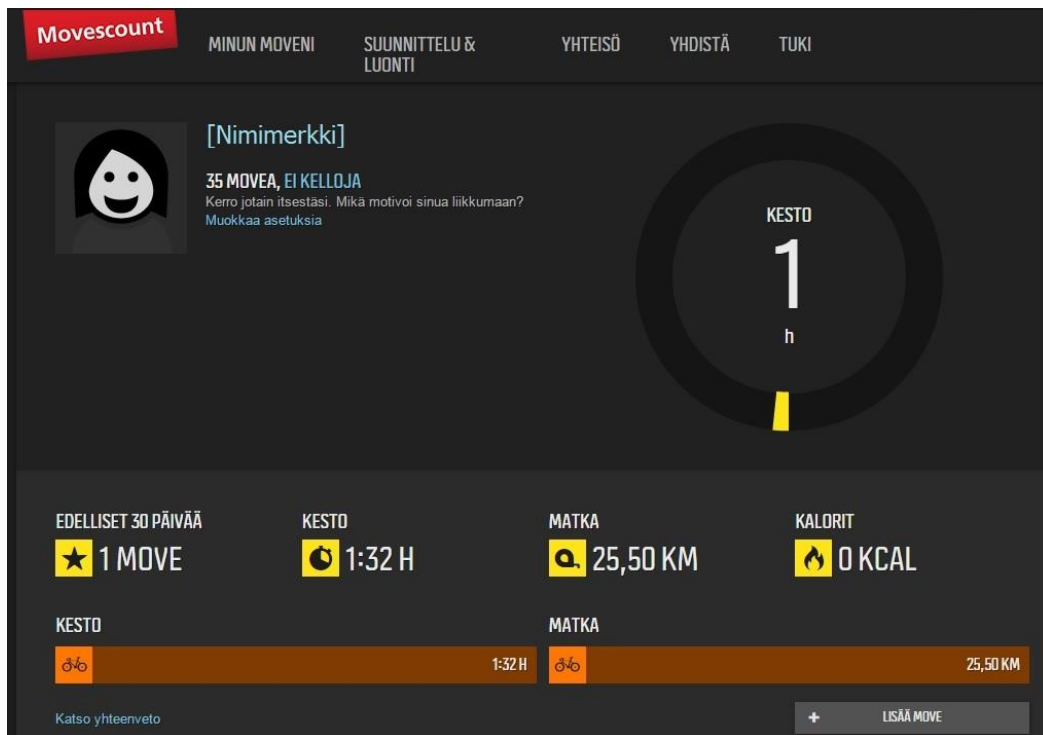 Movescount
MINUN MOVENI
SUUNNITTELU &
LUONTI
YHTEISÖ
YHDISTÄ
TUKI
[Nimimerkki]
35 MOVEA, EI KELLOJA
Kerro jotain itsestäsi. Mikä motivoi sinua liikkumaan?
Muokkaa asetuksia
KESTO
1
h
EDELLISET 30 PÄIVÄÄ
1 MOVE
KESTO
1:32 H
MATKA
25,50 KM
KALORIT
0 KCAL
KESTO
1:32 H
MATKA
25,50 KM
Katso yhteenveto
+ LISÄÄ MOVE